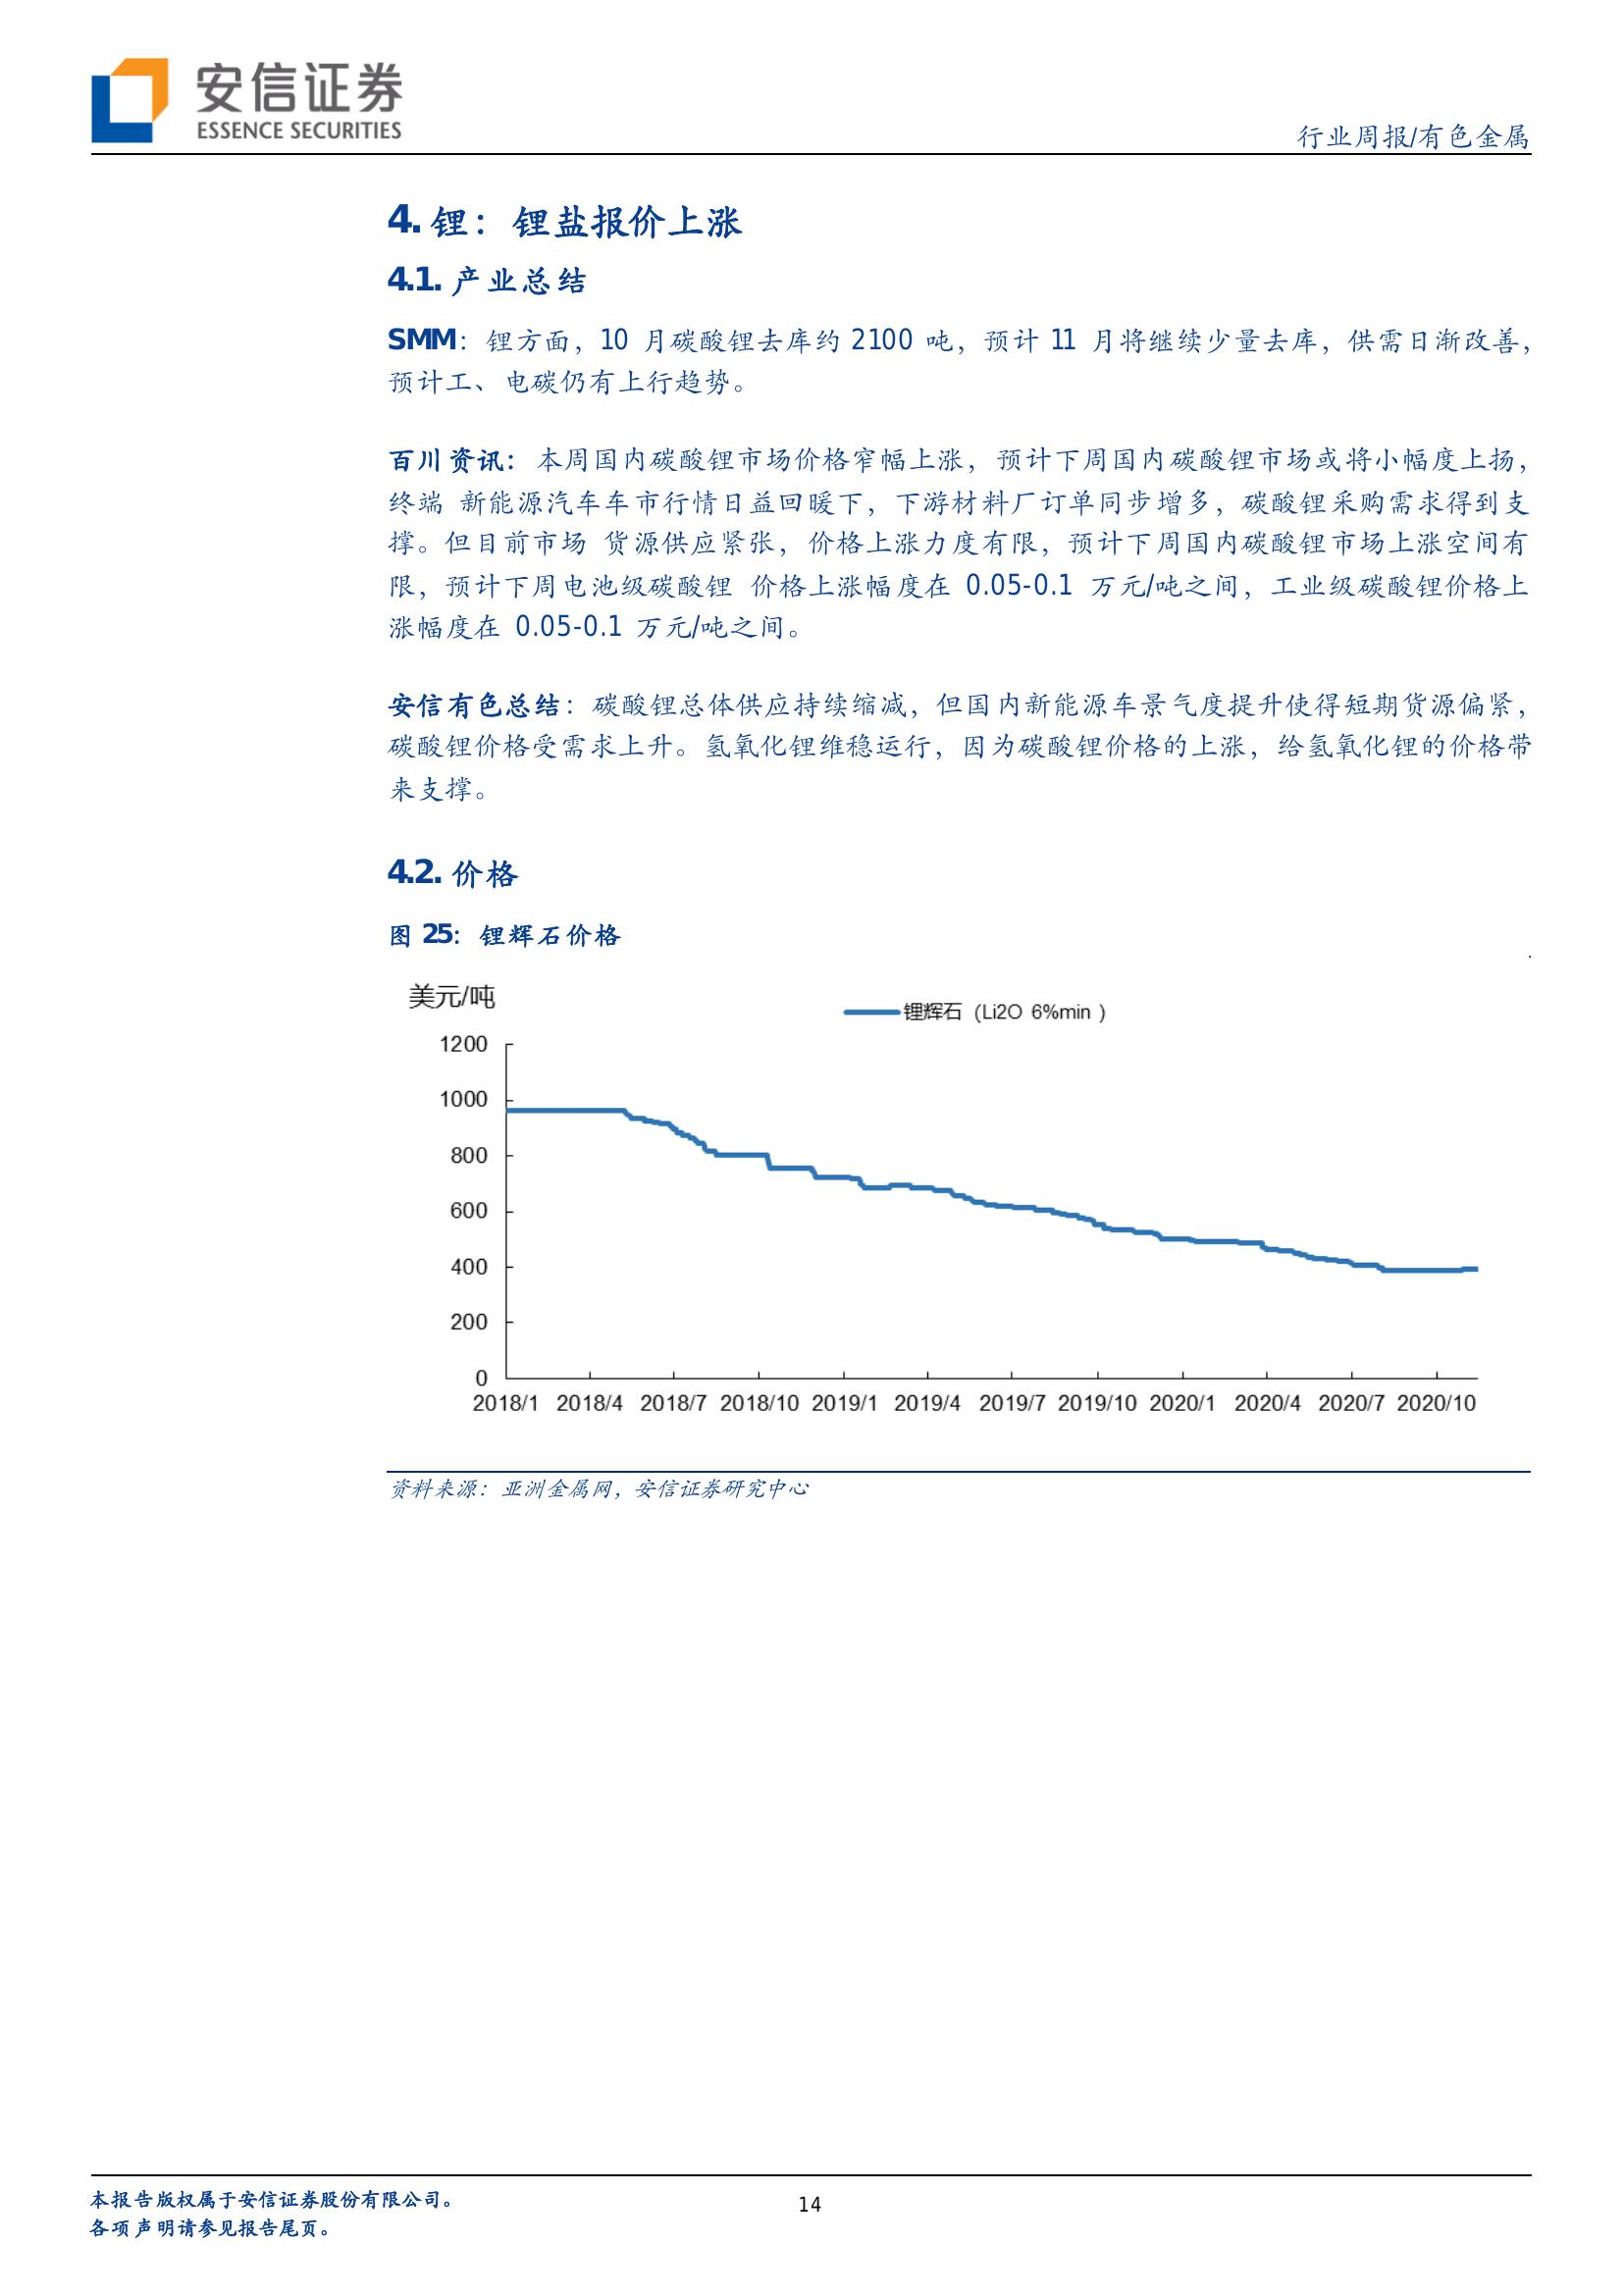 安信证券
ESSENCE SECURITIES
行业周报/有色金属
4. 锂：锂盐报价上涨
4.1. 产业总结
SMM：锂方面，10 月碳酸锂去库约 2100 吨，预计 11 月将继续少量去库，供需日渐改善，
预计工、电碳仍有上行趋势。
百川资讯：本周国内碳酸锂市场价格窄幅上涨，预计下周国内碳酸锂市场或将小幅度上扬，
终端 新能源汽车车市行情日益回暖下，下游材料厂订单同步增多，碳酸锂采购需求得到支
撑。但目前市场 货源供应紧张，价格上涨力度有限，预计下周国内碳酸锂市场上涨空间有
限，预计下周电池级碳酸锂 价格上涨幅度在 0.05-0.1 万元/吨之间，工业级碳酸锂价格上
涨幅度在 0.05-0.1 万元/吨之间。
安信有色总结：碳酸锂总体供应持续缩减，但国内新能源车景气度提升使得短期货源偏紧，
碳酸锂价格受需求上升。氢氧化锂维稳运行，因为碳酸锂价格的上涨，给氢氧化锂的价格带
来支撑。
4.2. 价格
图 25：锂辉石价格
美元/吨
锂辉石（Li2O 6%min ）
1200
1000
800
600
400
200
0
2018/1 2018/4 2018/7 2018/10 2019/1 2019/4 2019/7 2019/10 2020/1 2020/4 2020/7 2020/10
资料来源：亚洲金属网，安信证券研究中心
本报告版权属于安信证券股份有限公司。
14
各项声明请参见报告尾页。